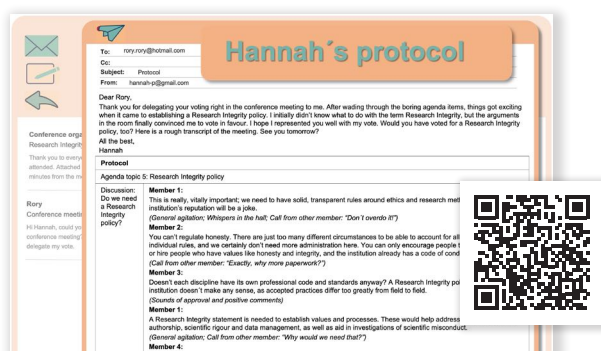 Hannah´s protocol
To: rory.rory@hotmail.com
Cc:
Subject: Protocol
From: hannah-p@gmail.com
Dear Rory,
Thank you for delegating your voting right in the conference meeting to me. After wading through the boring agenda items, things got exciting
when it came to establishing a Research Integrity policy. I initially didn't know what to do with the term Research Integrity, but the arguments
in the room finally convinced me to vote in favour. I hope I represented you well with my vote. Would you have voted for a Research Integrity
policy, too? Here is a rough transcript of the meeting. See you tomorrow?
All the best,
Hannah
Conference orga
Research Integrity
Thank you to everyo
attended. Attached
minutes from the m
Rory
Conference meeti
Hi Hannah, could yo
conference meeting?
delegate my vote.
Protocol
Agenda topic 5: Research Integrity policy
Discussion:
Do we need
a Research
Integrity
policy?
Member 1:
This is really, vitally important; we need to have solid, transparent rules around ethics and research met
institution's reputation will be a joke.
(General agitation; Whispers in the hall; Call from other member: "Don´t overdo it!")
Member 2:
You can't regulate honesty. There are just too many different circumstances to be able to account for all
individual rules, and we certainly don't need more administration here. You can only encourage people t
or hire people who have values like honesty and integrity, and the institution already has a code of cond
(Call from other member: "Exactly, why more paperwork?")
Member 3:
Doesn't each discipline have its own professional code and standards anyway? A Research Integrity po
institution doesn´t make any sense, as accepted practices differ too greatly from field to field.
(Sounds of approval and positive comments)
Member 1:
A Research Integrity statement is needed to establish values and processes. These would help address
authorship, scientific rigour and data management, as well as aid in investigations of scientific misconduct.
(General agitation; Call from other member: "Why would we need that?")
Member 4: